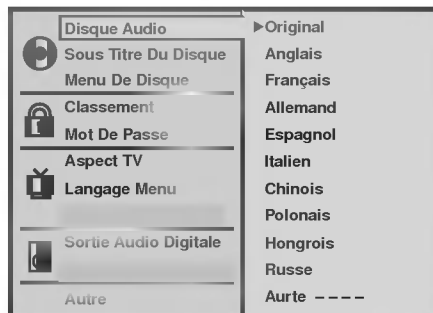 Disque Audio
Sous Titre Du Disque
Menu De Disque
Classement
Mot De Passe
Aspect TV
Langage Menu
Sortie Audio Digitale
Autre
▶Original
Anglais
Français
Allemand
Espagnol
Italien
Chinois
Polonais
Hongrois
Russe
Aurte – – – –